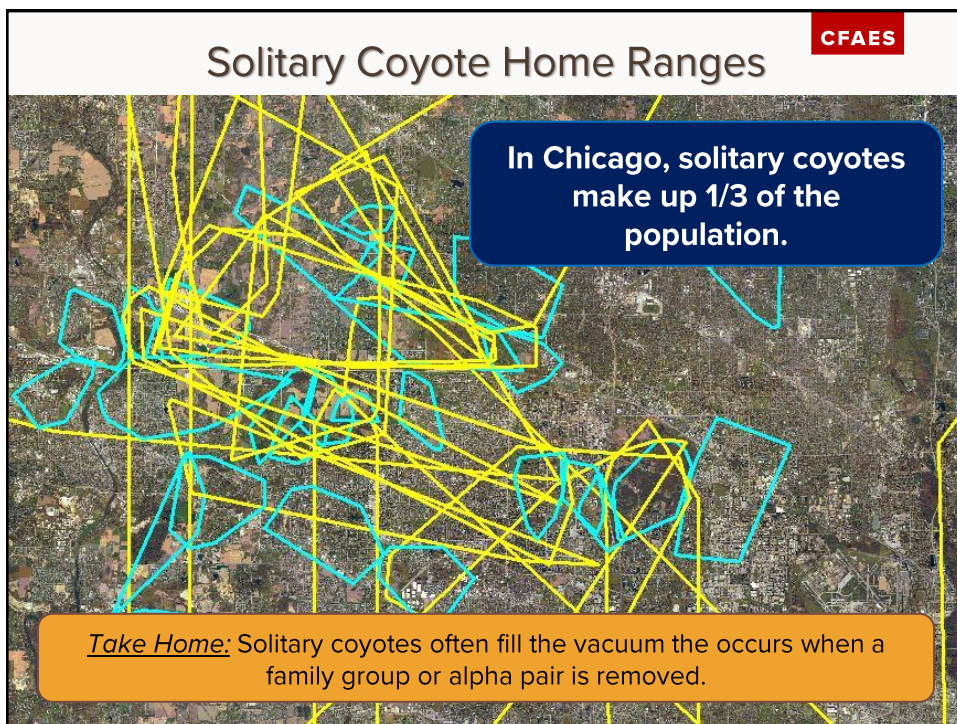 CFAES
Solitary Coyote Home Ranges
In Chicago, solitary coyotes
make up 1/3 of the
population.
Take Home: Solitary coyotes often fill the vacuum the occurs when a
family group or alpha pair is removed.